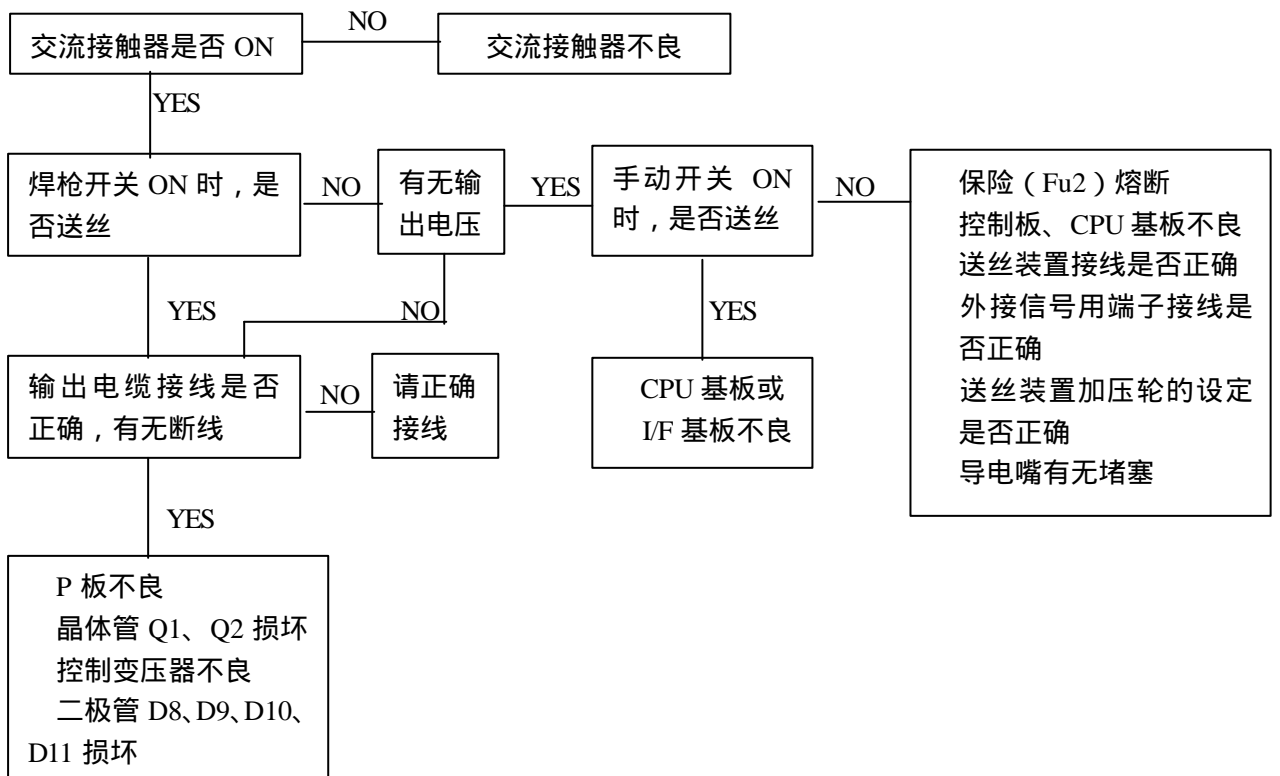 NO
交流接触器是否 ON
交流接触器不良
YES
焊枪开关 ON 时，是
否送丝
NO
有无输
出电压
YES
手动开关 ON
时，是否送丝
NO
保险（Fu2）熔断
控制板、CPU 基板不良
送丝装置接线是否正确
外接信号用端子接线是
否正确
送丝装置加压轮的设定
是否正确
导电嘴有无堵塞
YES
NO
YES
输出电缆接线是否
正确，有无断线
NO
请正确
接线
CPU 基板或
I/F 基板不良
YES
P 板不良
晶体管 Q1、Q2 损坏
控制变压器不良
二极管 D8、D9、D10、
D11 损坏